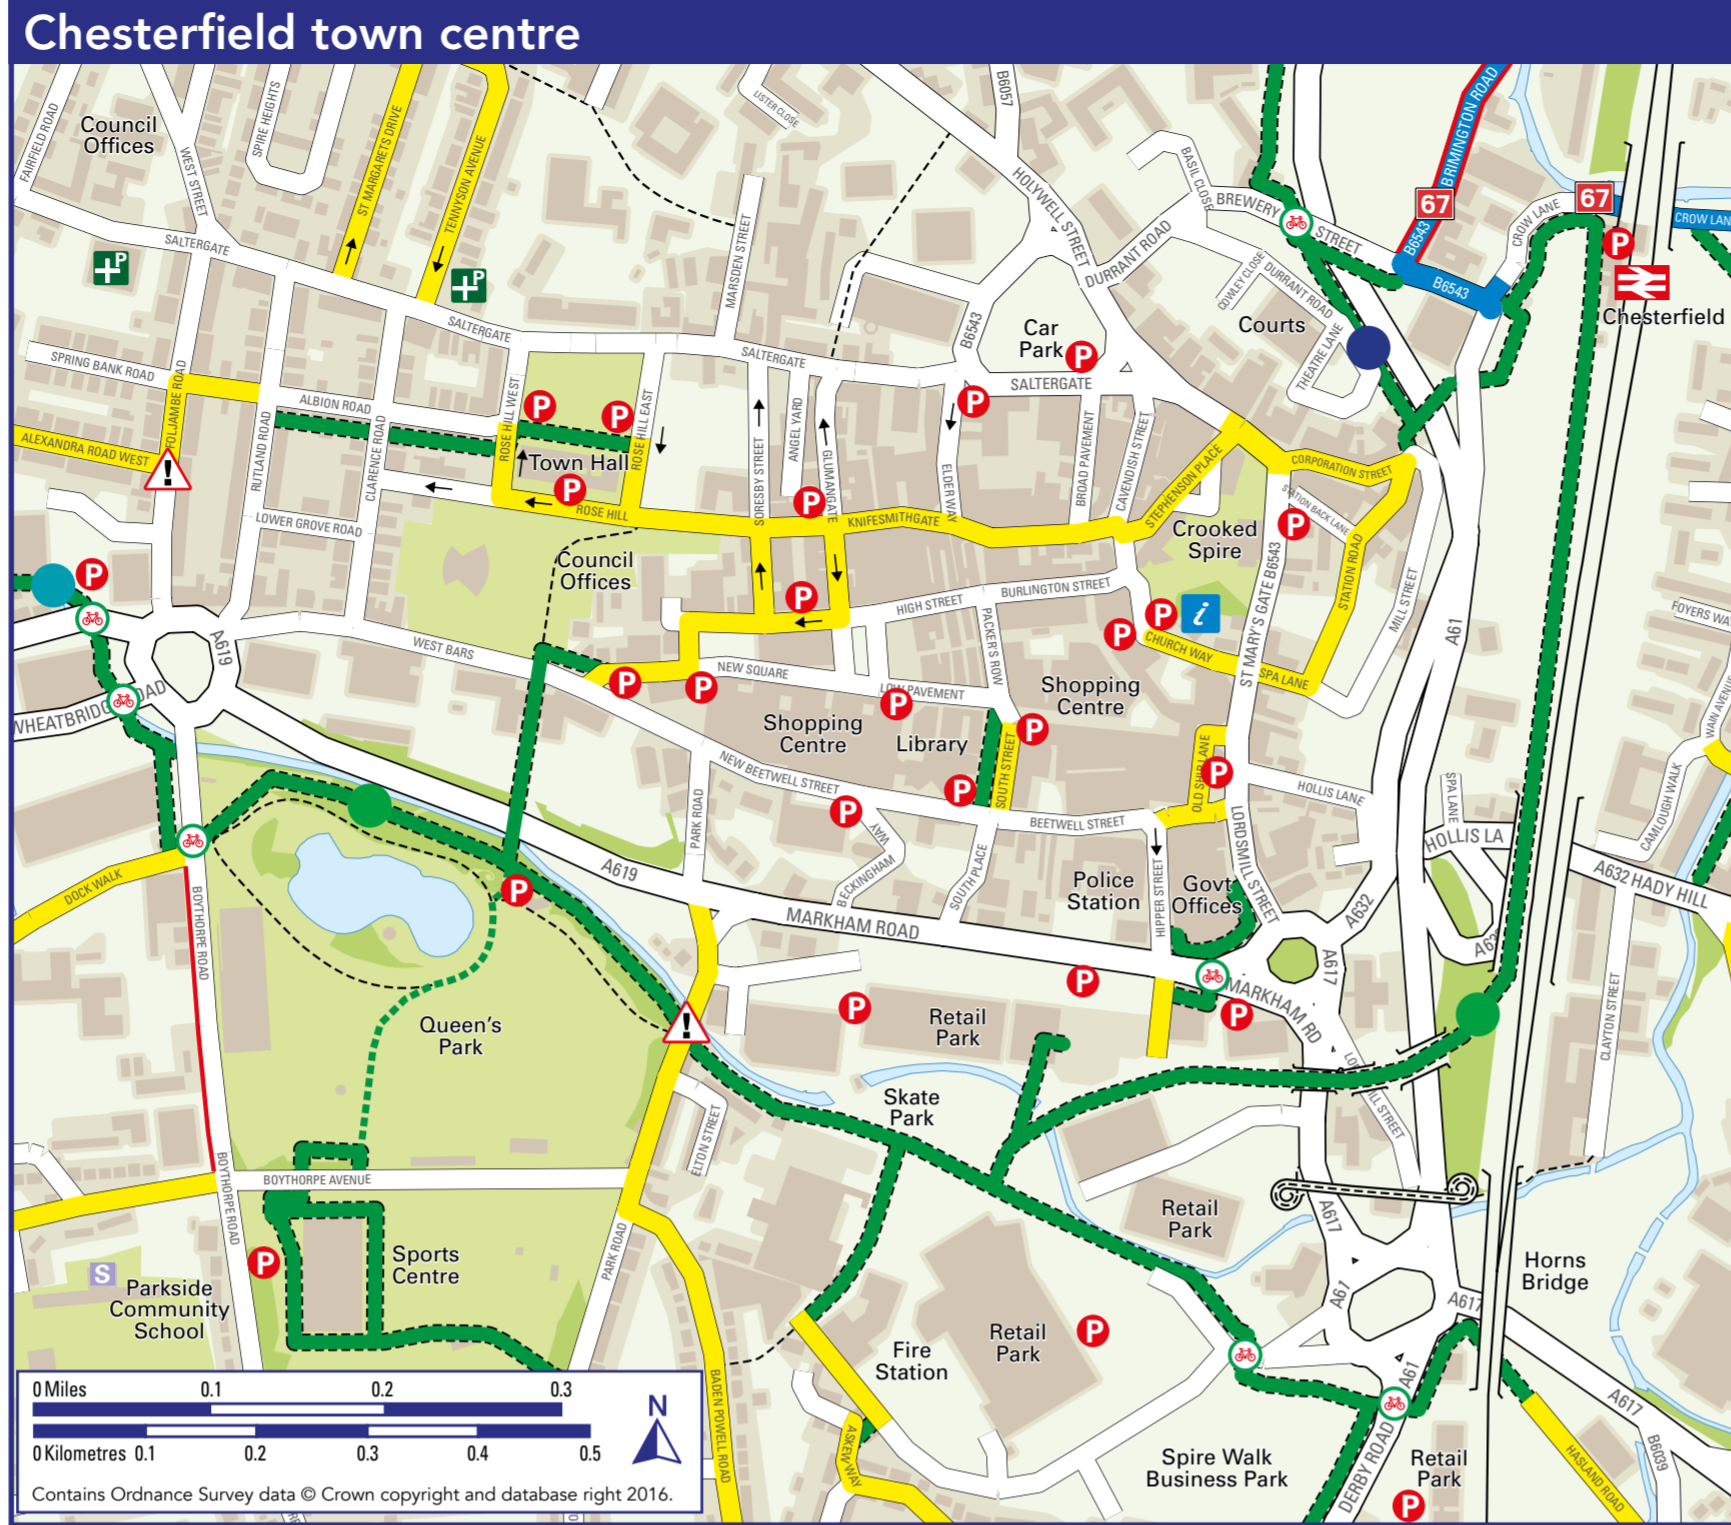 Chesterfield town centre
FAIRFIELD ROAD
Council
Offices
WEST STREET
SPIRE HEIGHTS
ST MARGARETS DRIVE
TENNYSON AVENUE
LISTER CLOSE
B6057
HOLYWELL STREET
BASIL CLOSE
BREWERY
STREET
B6543
BRIMINGTON ROAD
67
67
CROW LANE
CROW LAN
P
Chesterfield
B6543
DURRANT ROAD
DURRANT ROAD
COWLEY CLOSE
THEATRE LANE
Courts
SALTERGATE
P
P
MARSDEN STREET
SALTERGATE
SALTERGATE
B6543
Car
Park
P
SALTERGATE
SPRING BANK ROAD
FOLJAMBE ROAD
ALBION ROAD
ALEXANDRA ROAD WEST
!
RUTLAND ROAD
CLARENCE ROAD
LOWER GROVE ROAD
ROSE HILL WEST
P
P
ROSE HILL EAST
Town Hall
P
ROSE HILL
SORESBY STREET
ANGEL YARD
GLUMANGATE
P
P
ELDER WAY
BROAD PAVEMENT
CAVENDISH STREET
KNIFESMITHGATE
STEPHENSON PLACE
CORPORATION STREET
STATION BACK LANE
Crooked
Spire
P
STATION ROAD
MILL STREET
A61
FOYERS WA
Council
Offices
P
HIGH STREET
BURLINGTON STREET
PACKER'S ROW
P
P
i
CHURCH WAY
ST MARY'S GATE B6543
SPA LANE
P
A619
WEST BARS
WHEATBRIDGE ROAD
P
P
NEW SQUARE
LOW PAVEMENT
P
Shopping
Centre
Shopping
Centre
Library
P
SOUTH STREET
P
NEW BEETWELL STREET
P
BEETWELL STREET
OLD SHIP LANE
P
HOLLIS LANE
SPA LANE
HOLLIS LA
CAMLOUGH WALK
WAIN AVENUE
A632 HADY HILL
PARK ROAD
BECKINGHAM
WAY
SOUTH PLACE
Police
Station
HIPPER STREET
Govt
Offices
LORDSMILL STREET
A632
A617
DOCK WALK
BOYTHORPE ROAD
A619
P
MARKHAM ROAD
MARKHAM RD
P
P
P
Retail
Park
CLAYTON STREET
Queen's
Park
!
Skate
Park
ELTON STREET
BOYTHORPE AVENUE
BOYTHORPE ROAD
Retail
Park
A617
P
Sports
Centre
PARK ROAD
S
Parkside
Community
School
A61
A617
Horns
Bridge
Retail
Park
P
Fire
Station
A61
A617
B6039
HASLAND ROAD
BADEN POWELL ROAD
ASKEW WAY
Spire Walk
Business Park
DERBY ROAD
Retail
Park
P
0 Miles 0.1 0.2 0.3
0 Kilometres 0.1 0.2 0.3 0.4 0.5
N
Contains Ordnance Survey data © Crown copyright and database right 2016.